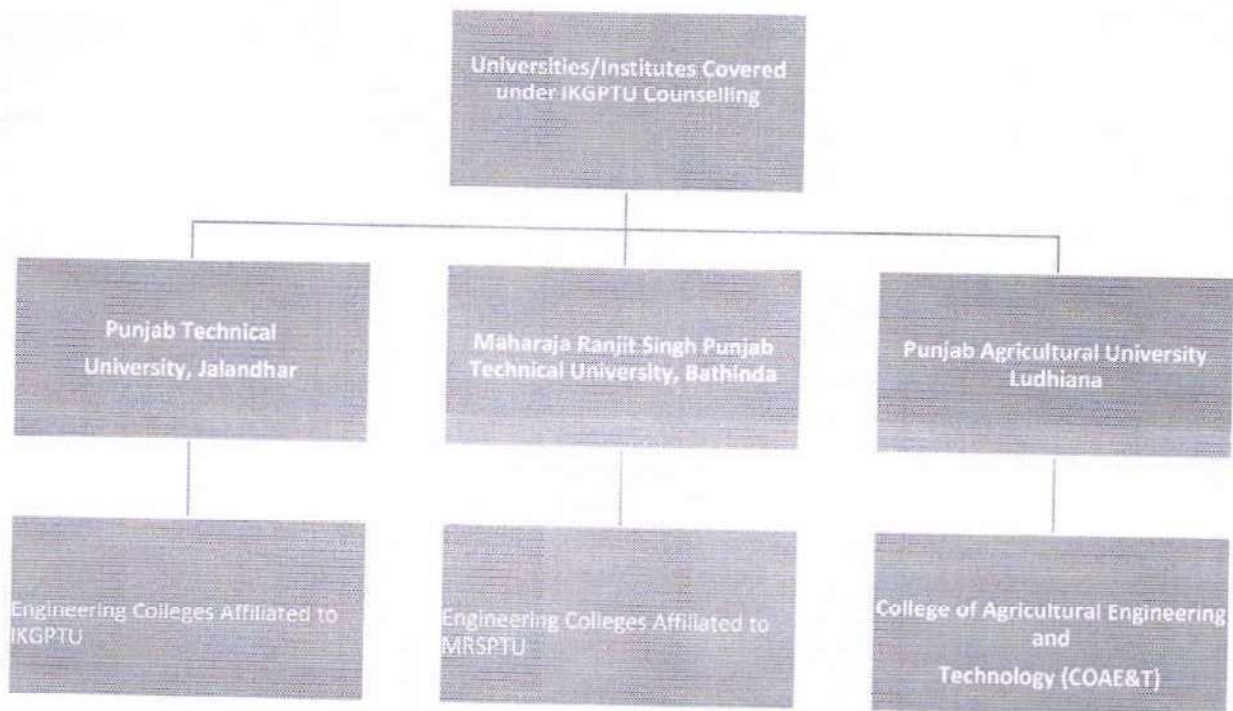 Universities/Institutes Covered
under IKGPTU Counselling
Punjab Technical
University, Jalandhar
Maharaja Ranjit Singh Punjab
Technical University, Bathinda
Punjab Agricultural University
Ludhiana
Engineering Colleges Affiliated to
IKGPTU
Engineering Colleges Affiliated to
MRSPTU
College of Agricultural Engineering
and
Technology (COAE&T)